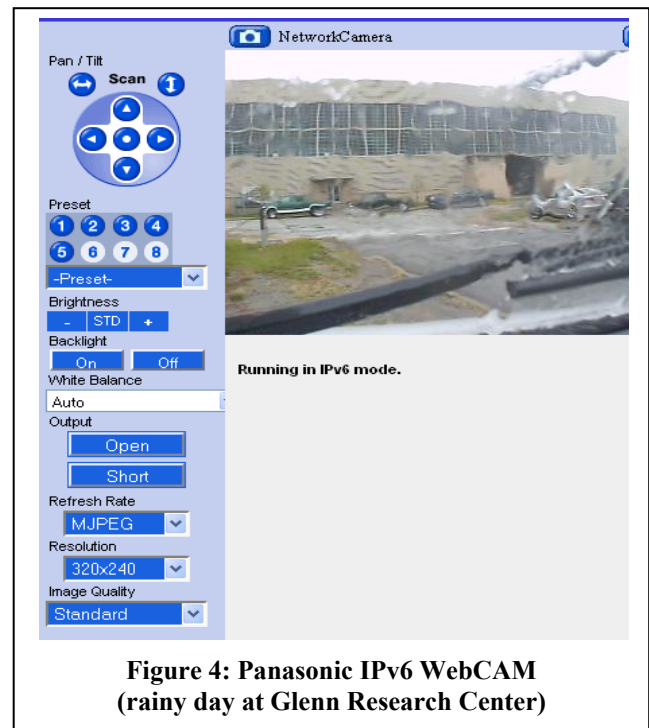 NetworkCamera
Pan / Tilt
Scan
Preset
1 2 3 4
5 6 7 8
-Preset-
Brightness
- STD +
Backlight
On Off
White Balance
Auto
Output
Open
Short
Refresh Rate
MJPEG
Resolution
320x240
Image Quality
Standard
Running in IPv6 mode.
Figure 4: Panasonic IPv6 WebCAM
(rainy day at Glenn Research Center)